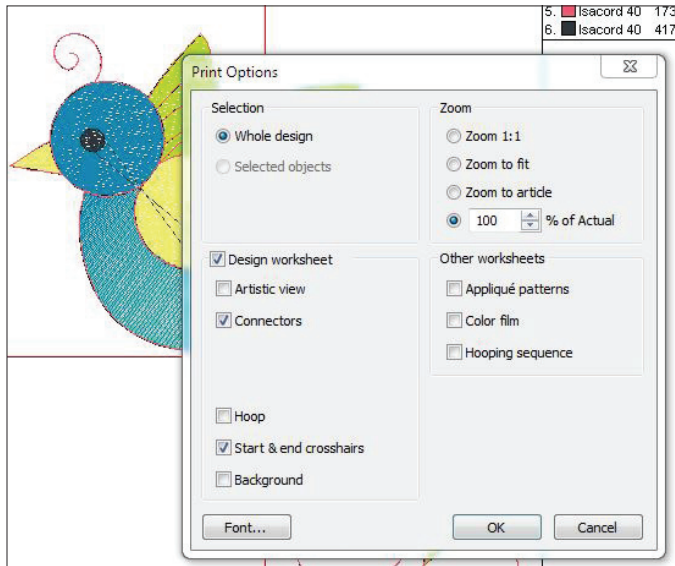 5. Isacord 40 173
6. Isacord 40 417
Print Options
Selection
Whole design
Selected objects
Zoom
Zoom 1:1
Zoom to fit
Zoom to article
100 % of Actual
Design worksheet
Artistic view
Connectors
Hoop
Start & end crosshairs
Background
Other worksheets
Appliqué patterns
Color film
Hooping sequence
Font...
OK
Cancel